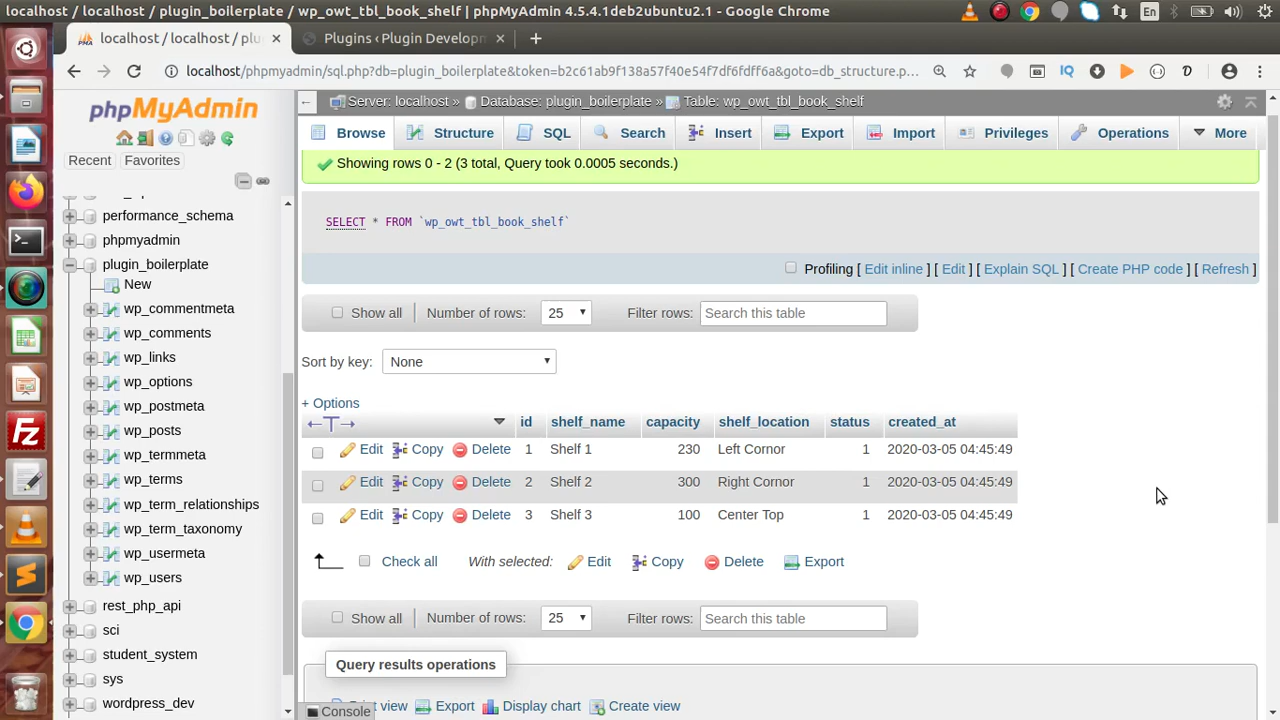 localhost / localhost / plugin_boilerplate / wp_owt_tbl_book_shelf | phpMyAdmin 4.5.4.1deb2ubuntu2.1 - Google Chrome
En
localhost / localhost / plu
Plugins ‹ Plugin Develop
localhost/phpmyadmin/sql.php?db=plugin_boilerplate&token=b2c61ab9f138a57f40e54f7df6fdff6a&goto=db_structure.p...
IQ
phpMyAdmin
Recent
Favorites
performance_schema
phpmyadmin
plugin_boilerplate
New
wp_commentmeta
wp_comments
wp_links
wp_options
wp_postmeta
wp_posts
wp_termmeta
wp_terms
wp_term_relationships
wp_term_taxonomy
wp_usermeta
wp_users
rest_php_api
sci
student_system
sys
wordpress_dev
Server: localhost » Database: plugin_boilerplate » Table: wp_owt_tbl_book_shelf
Browse Structure SQL Search Insert Export Import Privileges Operations More
Showing rows 0 - 2 (3 total, Query took 0.0005 seconds.)
SELECT * FROM `wp_owt_tbl_book_shelf`
Profiling [ Edit inline ] [ Edit ] [ Explain SQL ] [ Create PHP code ] [ Refresh ]
Show all Number of rows: 25 Filter rows: Search this table
Sort by key: None
+ Options
id shelf_name capacity shelf_location status created_at
Edit Copy Delete 1 Shelf 1 230 Left Cornor 1 2020-03-05 04:45:49
Edit Copy Delete 2 Shelf 2 300 Right Cornor 1 2020-03-05 04:45:49
Edit Copy Delete 3 Shelf 3 100 Center Top 1 2020-03-05 04:45:49
Check all With selected: Edit Copy Delete Export
Show all Number of rows: 25 Filter rows: Search this table
Query results operations
view Export Display chart Create view
Console